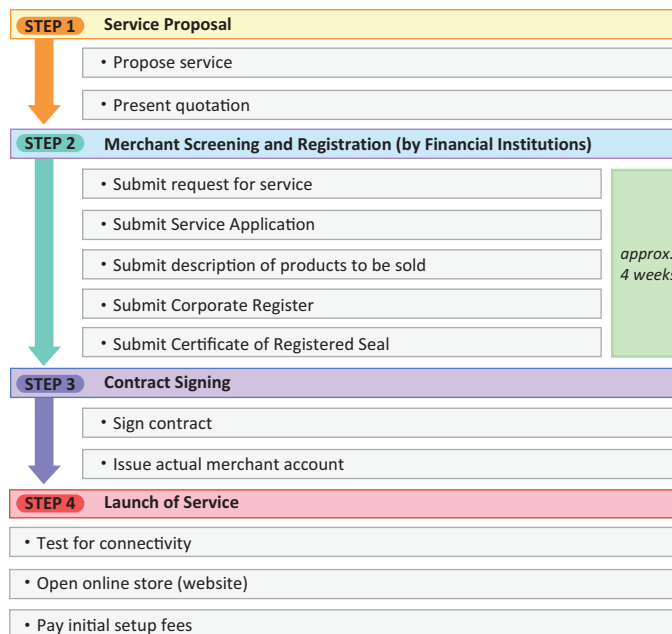 STEP 1 Service Proposal
• Propose service
• Present quotation
STEP 2 Merchant Screening and Registration (by Financial Institutions)
• Submit request for service
• Submit Service Application
• Submit description of products to be sold
• Submit Corporate Register
• Submit Certificate of Registered Seal
approx.
4 weeks
STEP 3 Contract Signing
• Sign contract
• Issue actual merchant account
STEP 4 Launch of Service
• Test for connectivity
• Open online store (website)
• Pay initial setup fees